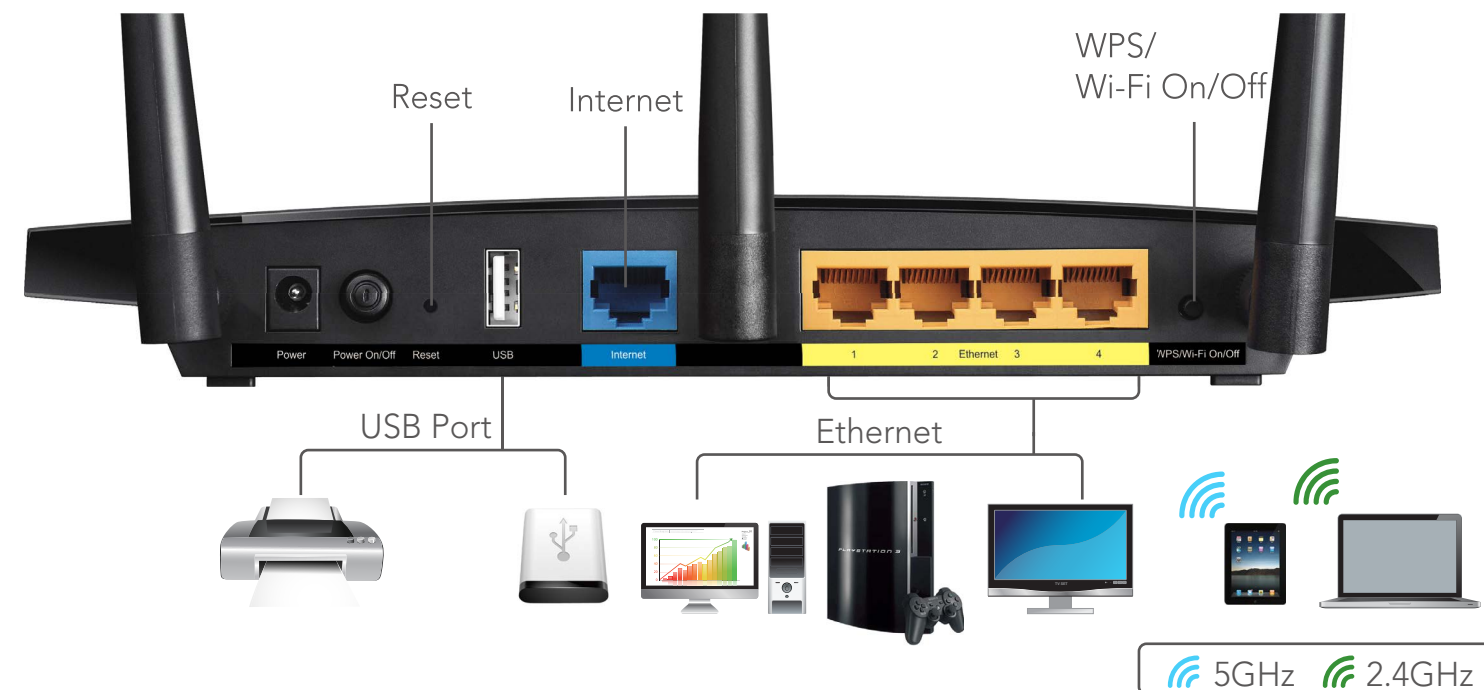 WPS/
Wi-Fi On/Off
Reset
Internet
Power
Power On/Off
Reset
USB
Internet
1
2
Ethernet
3
4
WPS/Wi-Fi On/Off
USB Port
Ethernet
PLAYSTATION 3
5GHz
2.4GHz